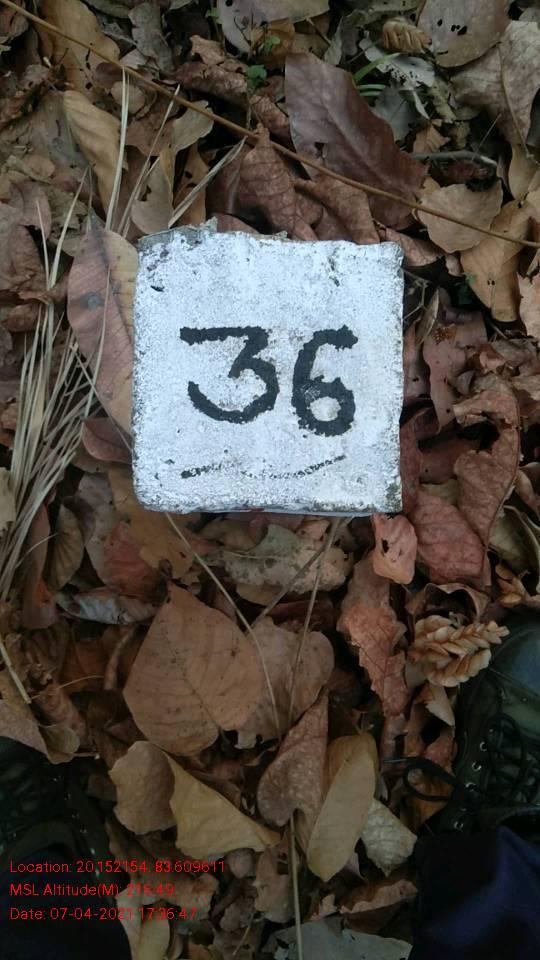 36
Location: 20.152154, 83.609611
MSL Altitude(M): 216.49
Date: 07-04-2021 17:36:47